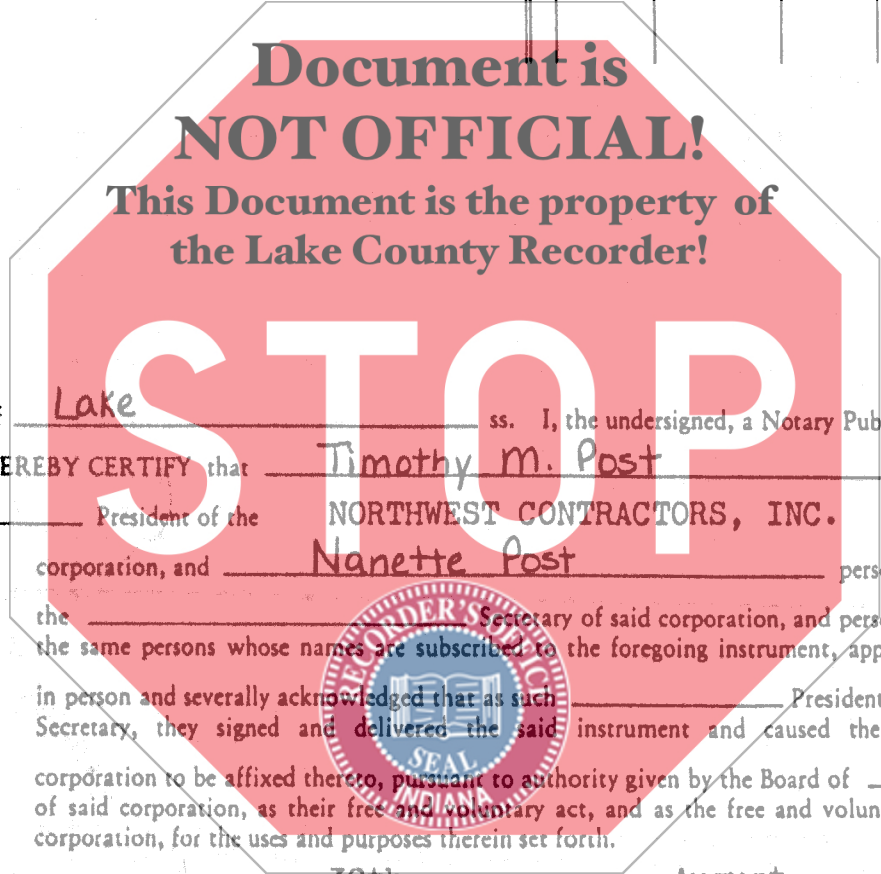 Document is
NOT OFFICIAL!
This Document is the property of
the Lake County Recorder!
STOP
Lake ss. I, the undersigned, a Notary Pub
EREBY CERTIFY that Timothy M. Post
President of the NORTHWEST CONTRACTORS, INC.
corporation, and Nanette Post pers
the Secretary of said corporation, and pers
the same persons whose names are subscribed to the foregoing instrument, app
in person and severally acknowledged that as such President
Secretary, they signed and delivered the said instrument and caused the
corporation to be affixed thereto, pursuant to authority given by the Board of
of said corporation, as their free and voluntary act, and as the free and volun
corporation, for the uses and purposes therein set forth.
RECORDER'S OFFICE
SEAL
INDIANA